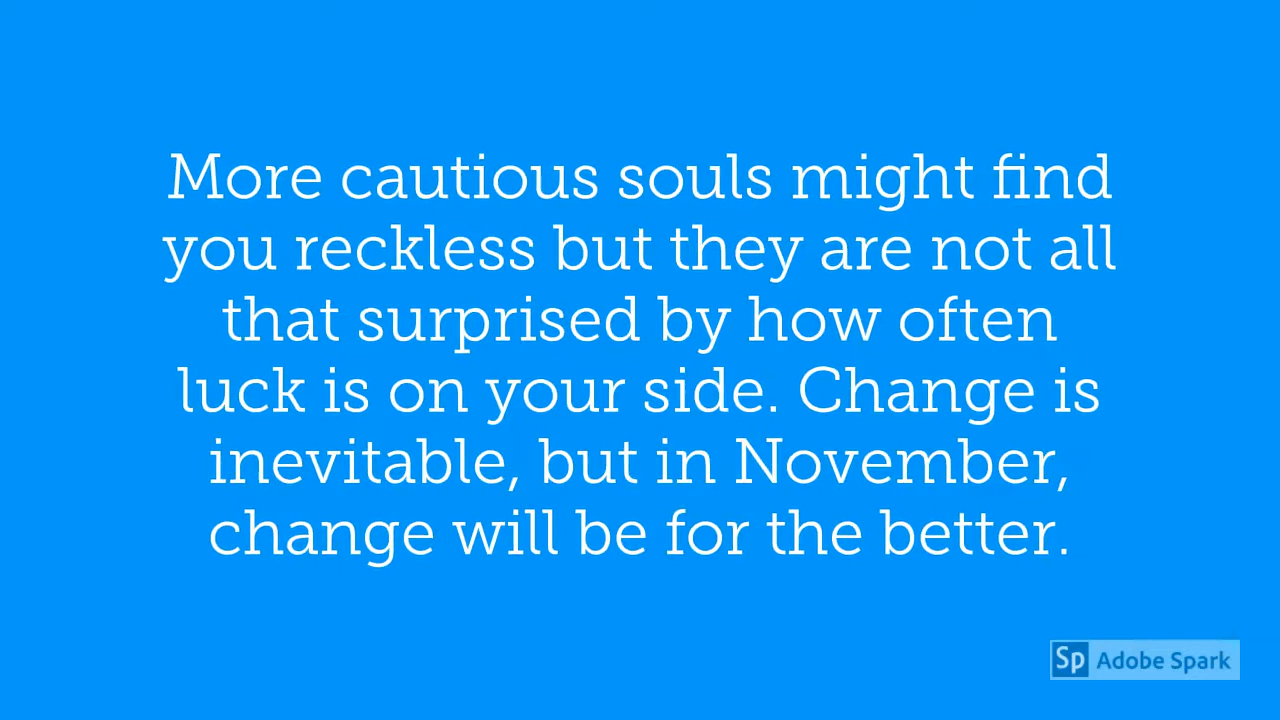 More cautious souls might find
you reckless but they are not all
that surprised by how often
luck is on your side. Change is
inevitable, but in November,
change will be for the better.
Sp Adobe Spark